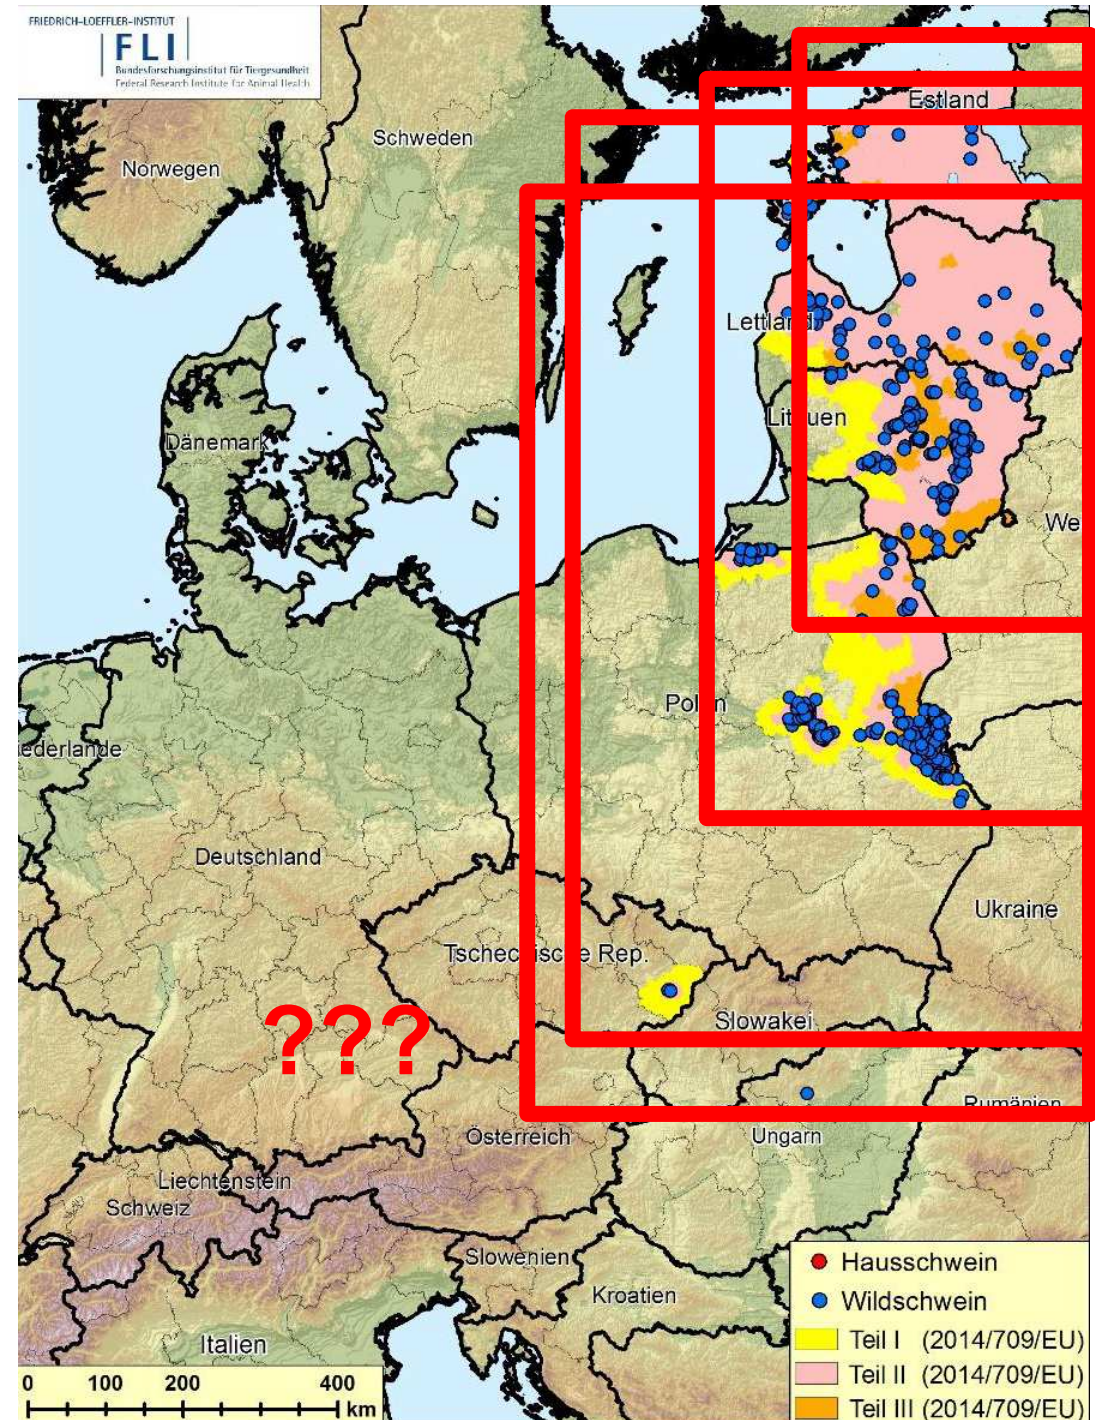 FRIEDRICH-LOEFFLER-INSTITUT
FLI
Bundesforschungsinstitut für Tiergesundheit
Federal Research Institute for Animal Health
Estland
Schweden
Norwegen
Lettland
Litauen
Dänemark
We
Polen
ederlande
Deutschland
Ukraine
Tschechische Rep.
???
Slowakei
Rumänien
Österreich
Ungarn
Liechtenstein
Schweiz
Slowenien
Kroatien
Italien
Hausschwein
Wildschwein
Teil I (2014/709/EU)
Teil II (2014/709/EU)
Teil III (2014/709/EU)
0 100 200 400
km